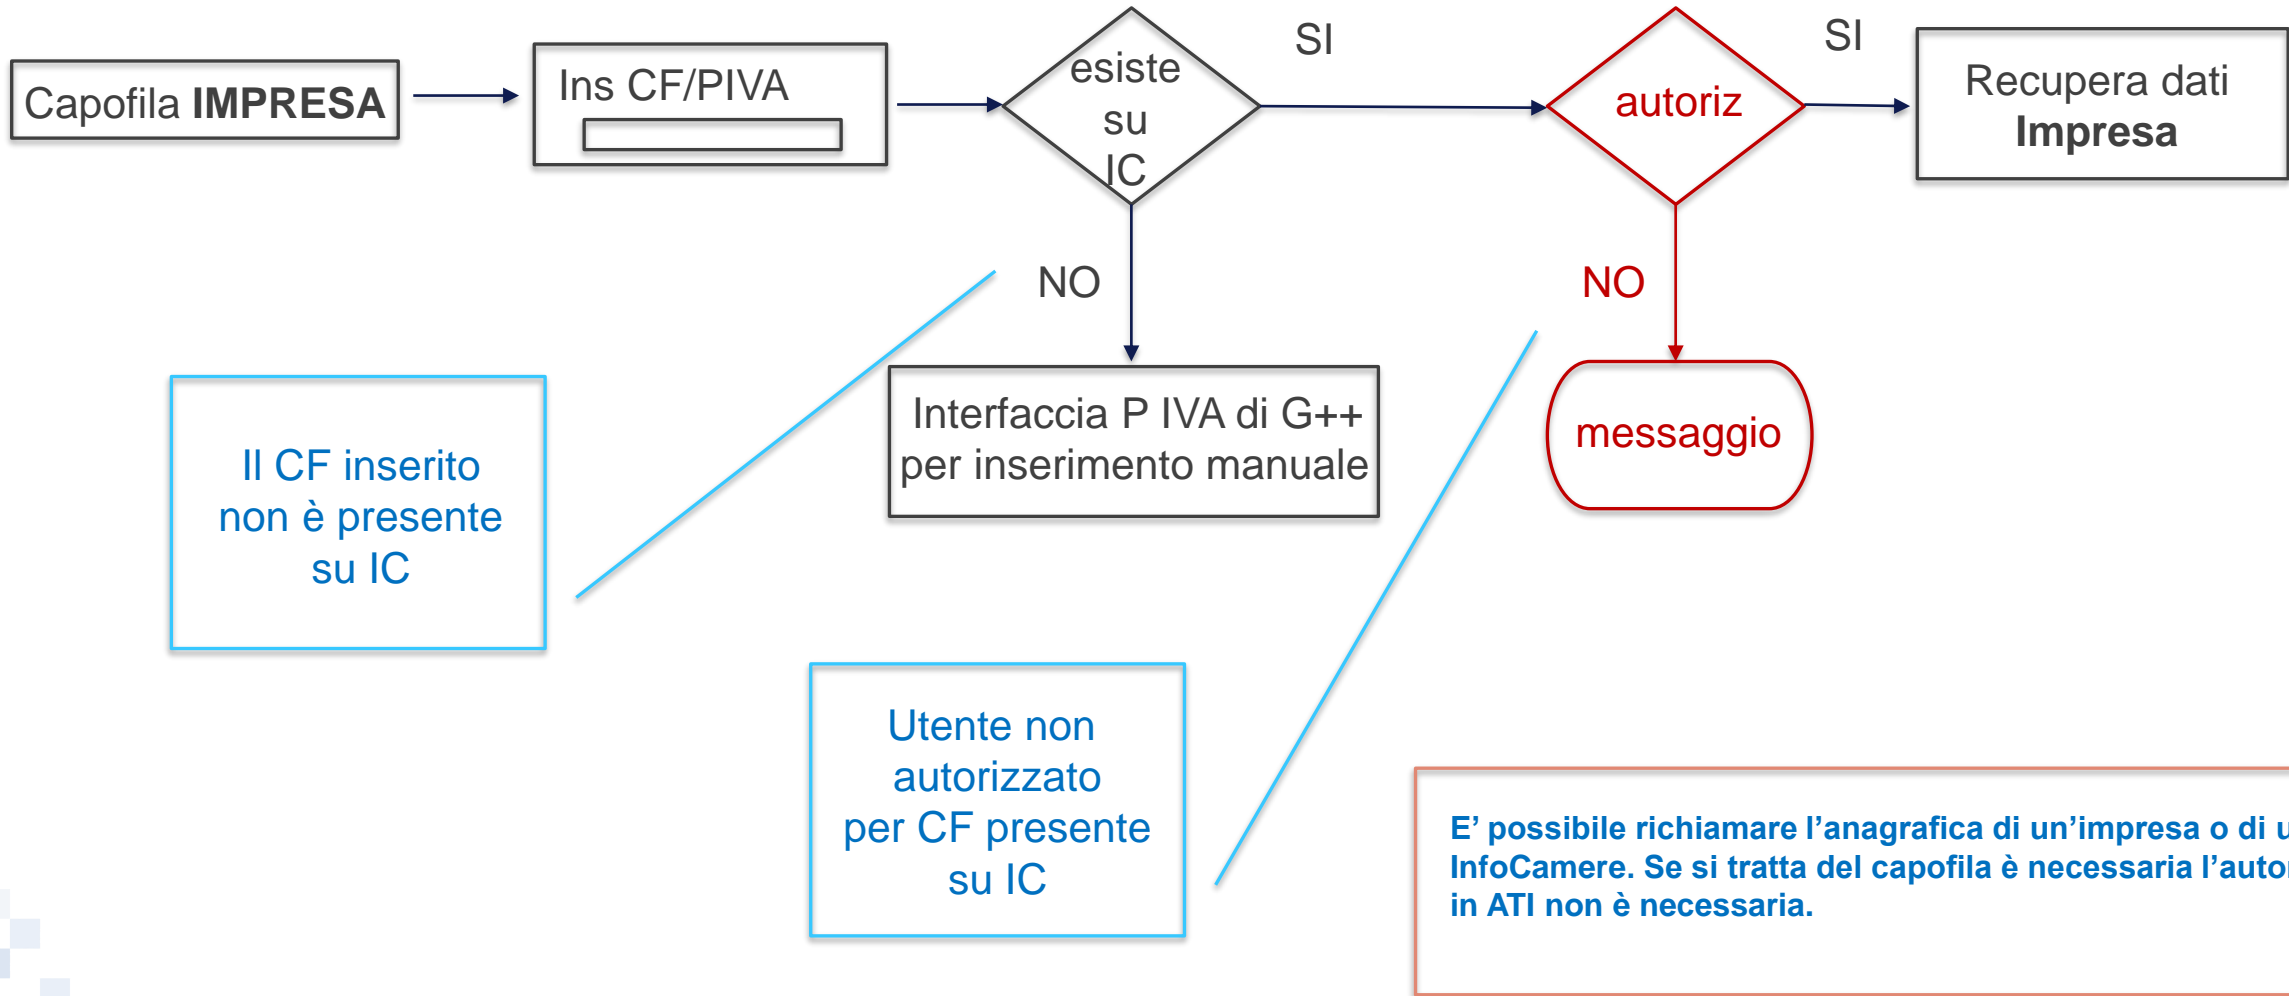 Capofila IMPRESA
Ins CF/PIVA
esiste
su
IC
SI
autoriz
SI
Recupera dati
Impresa
NO
NO
Interfaccia P IVA di G++
per inserimento manuale
messaggio
Il CF inserito
non è presente
su IC
Utente non
autorizzato
per CF presente
su IC
E’ possibile richiamare l’anagrafica di un’impresa o di
InfoCamere. Se si tratta del capofila è necessaria
in ATI non è necessaria.